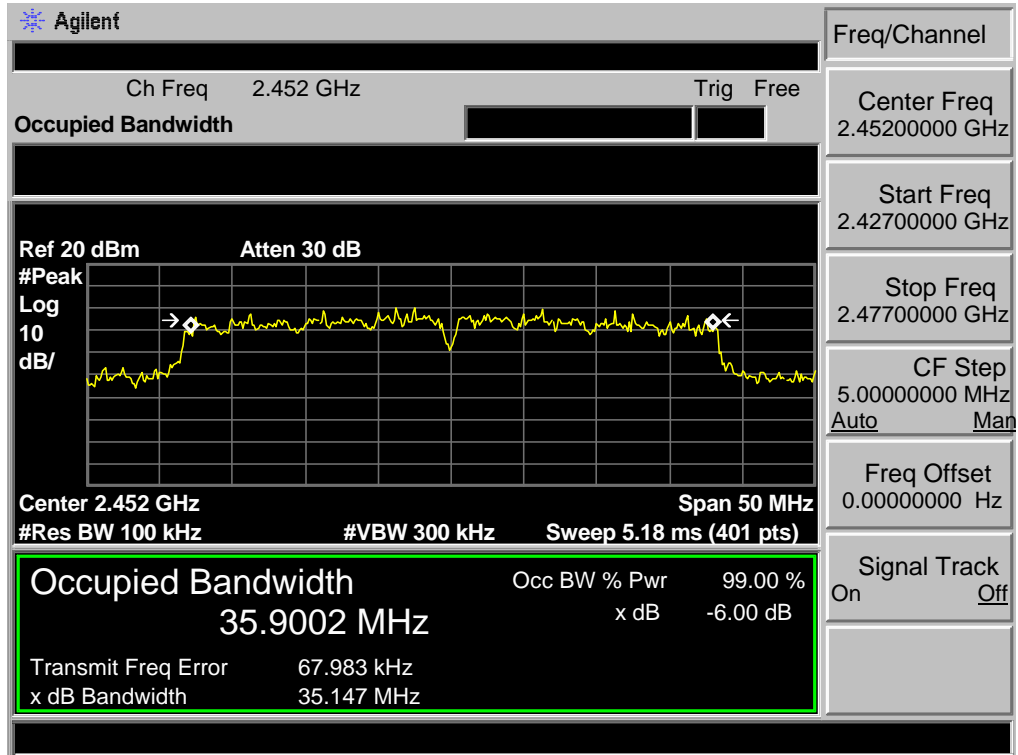 Agilent
Freq/Channel
Ch Freq 2.452 GHz Trig Free
Occupied Bandwidth
Center Freq
2.45200000 GHz
Start Freq
2.42700000 GHz
Stop Freq
2.47700000 GHz
CF Step
5.00000000 MHz
Auto Man
Freq Offset
0.00000000 Hz
Signal Track
On Off
Ref 20 dBm Atten 30 dB
#Peak
Log
10
dB/
Center 2.452 GHz Span 50 MHz
#Res BW 100 kHz #VBW 300 kHz Sweep 5.18 ms (401 pts)
Occupied Bandwidth Occ BW % Pwr 99.00 %
35.9002 MHz x dB -6.00 dB
Transmit Freq Error 67.983 kHz
x dB Bandwidth 35.147 MHz